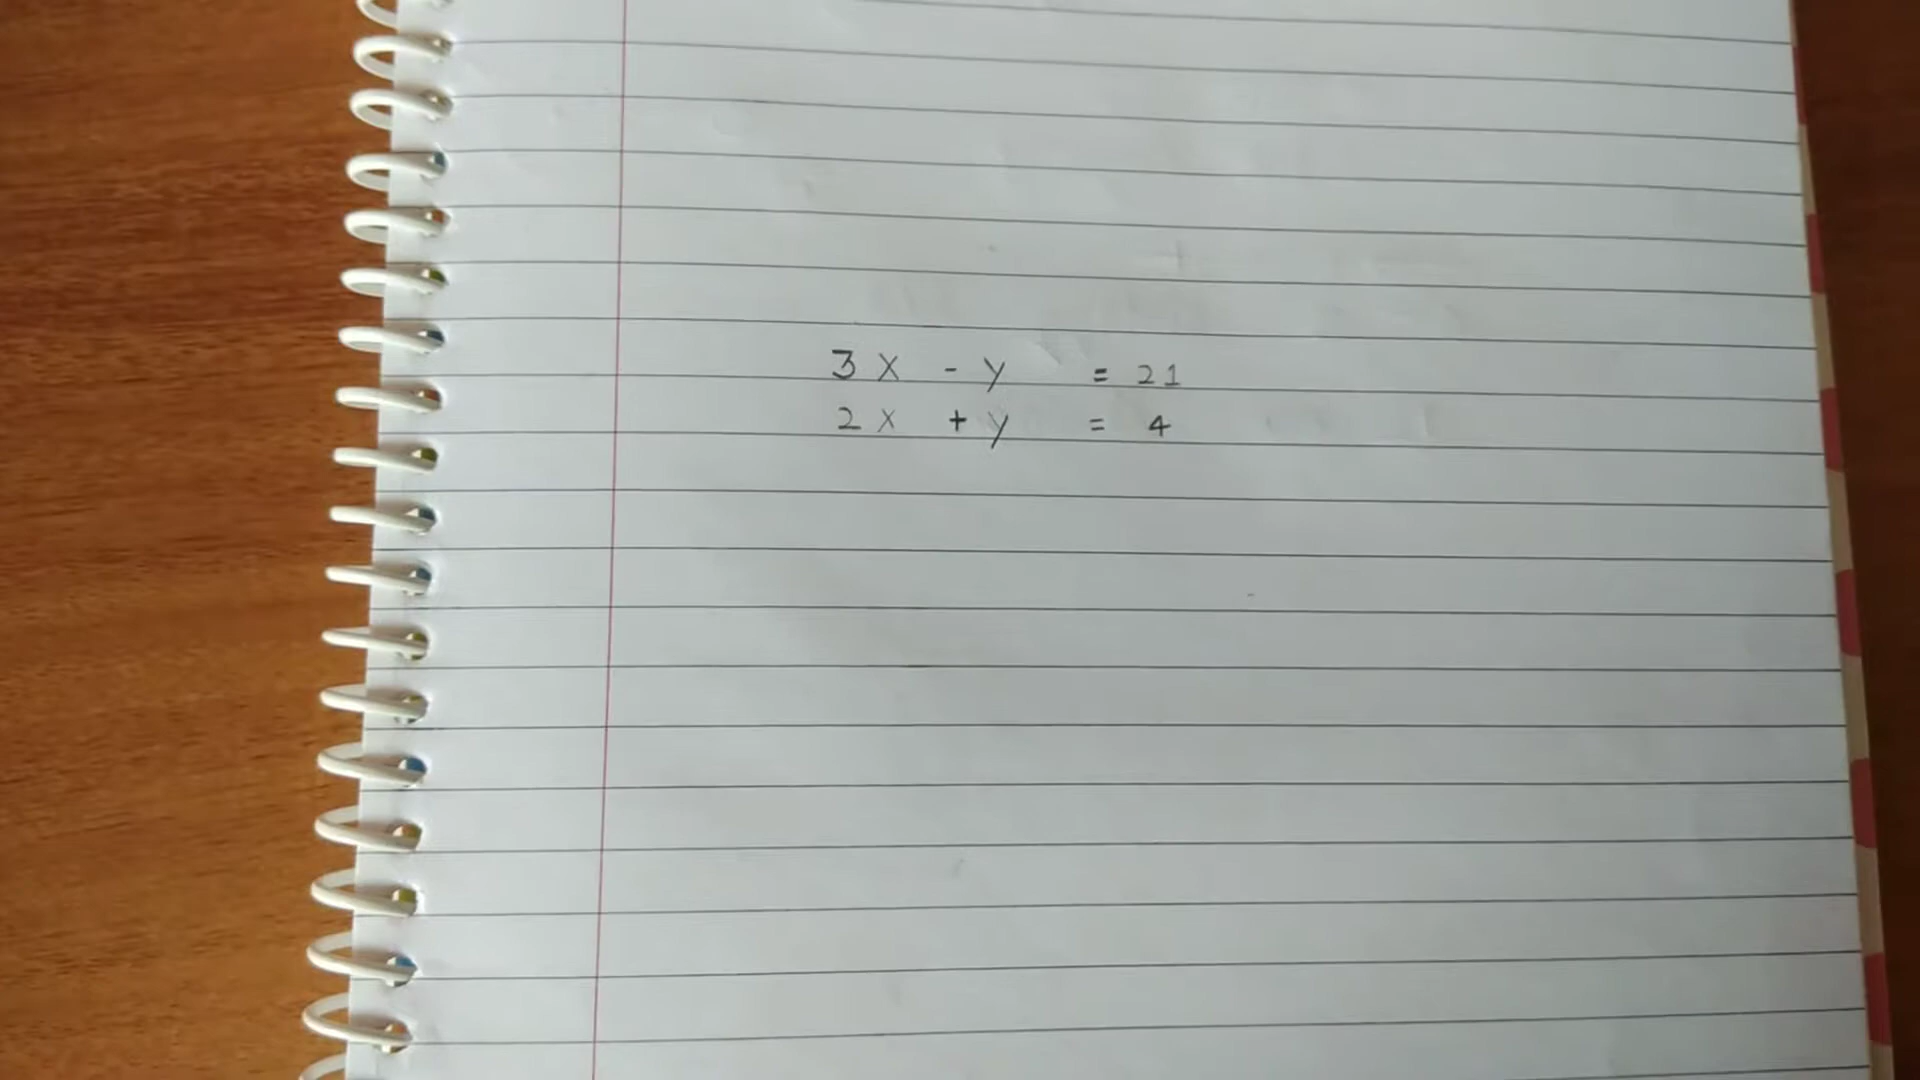 3x - y = 21
2x + y = 4